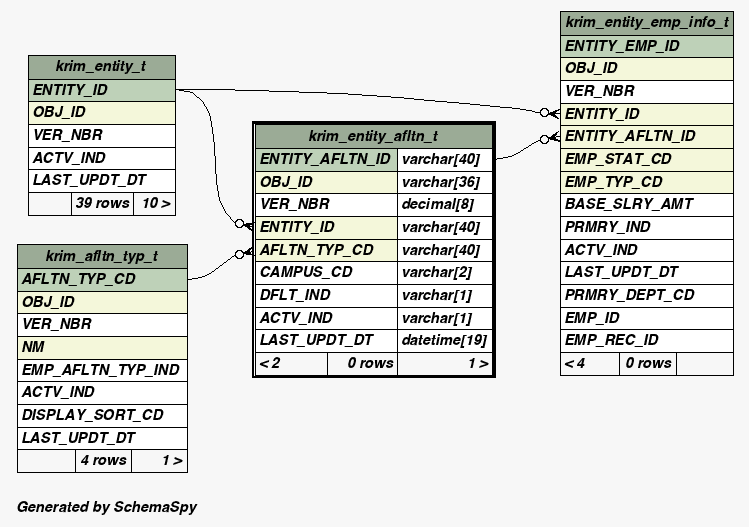 krim_entity_t
ENTITY_ID
OBJ_ID
VER_NBR
ACTV_IND
LAST_UPDT_DT
39 rows 10 >
krim_afltn_typ_t
AFLTN_TYP_CD
OBJ_ID
VER_NBR
NM
EMP_AFLTN_TYP_IND
ACTV_IND
DISPLAY_SORT_CD
LAST_UPDT_DT
4 rows 1 >
krim_entity_afltn_t
ENTITY_AFLTN_ID varchar[40]
OBJ_ID varchar[36]
VER_NBR decimal[8]
ENTITY_ID varchar[40]
AFLTN_TYP_CD varchar[40]
CAMPUS_CD varchar[2]
DFLT_IND varchar[1]
ACTV_IND varchar[1]
LAST_UPDT_DT datetime[19]
< 2 0 rows 1 >
krim_entity_emp_info_t
ENTITY_EMP_ID
OBJ_ID
VER_NBR
ENTITY_ID
ENTITY_AFLTN_ID
EMP_STAT_CD
EMP_TYP_CD
BASE_SLRY_AMT
PRMRY_IND
ACTV_IND
LAST_UPDT_DT
PRMRY_DEPT_CD
EMP_ID
EMP_REC_ID
< 4 0 rows
Generated by SchemaSpy